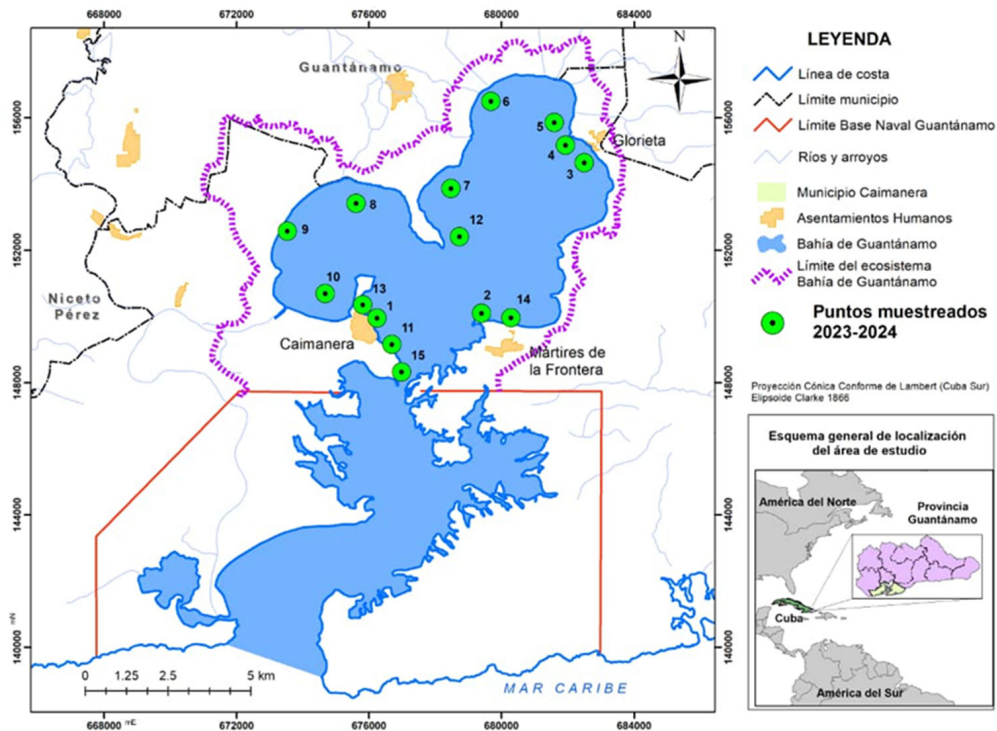 668000
672000
676000
680000
684000
N
Guantánamo
156000
156000
6
5
Glorieta
4
3
7
8
12
9
152000
152000
10
13
1
2
14
Niceto
Pérez
11
Caimanera
Mártires de
la Frontera
15
148000
148000
144000
144000
mN
140000
140000
0 1.25 2.5 5 km
MAR CARIBE
668000 mE
672000
676000
680000
684000
LEYENDA
Línea de costa
Límite municipio
Límite Base Naval Guantánamo
Ríos y arroyos
Municipio Caimanera
Asentamientos Humanos
Bahía de Guantánamo
Límite del ecosistema
Bahía de Guantánamo
Puntos muestreados
2023-2024
Proyección Cónica Conforme de Lambert (Cuba Sur)
Elipsoide Clarke 1866
Esquema general de localización
del área de estudio
América del Norte
Provincia
Guantánamo
Cuba
América del Sur